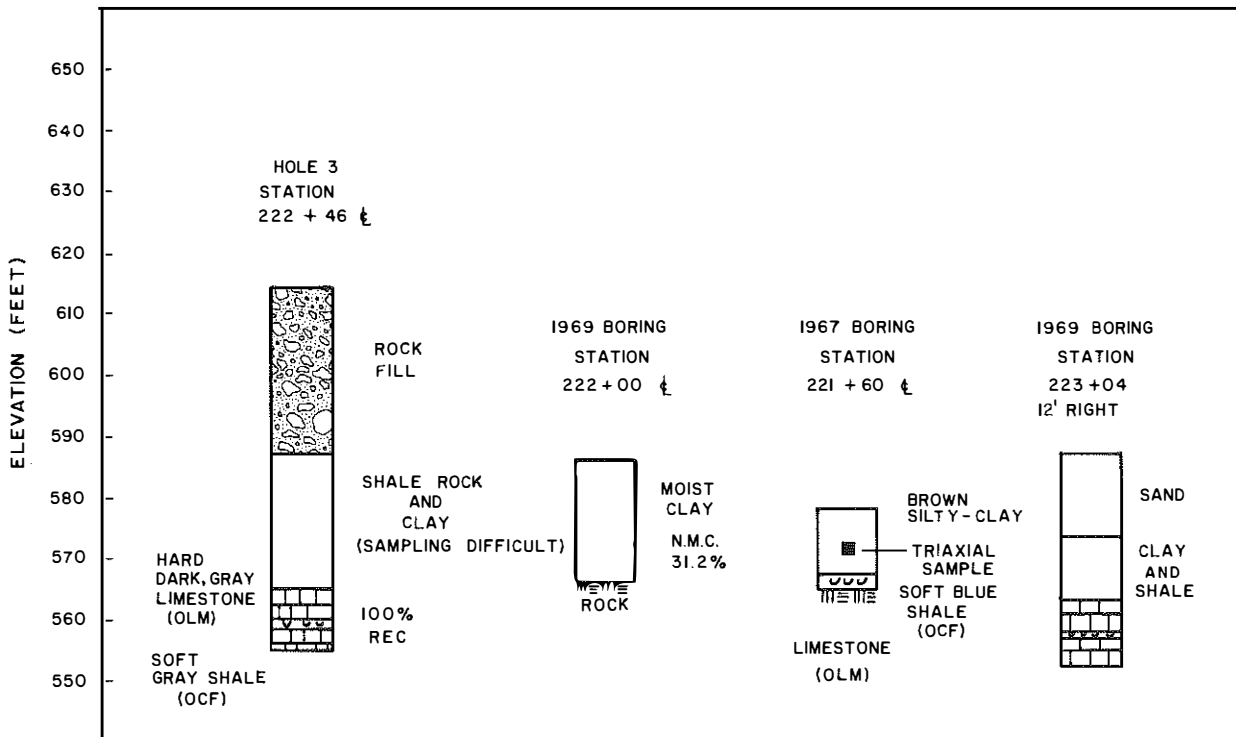 ELEVATION (FEET)
650
640
630
620
610
600
590
580
570
560
550
HOLE 3
STATION
222 + 46 ℄
ROCK
FILL
SHALE ROCK
AND
CLAY
(SAMPLING DIFFICULT)
HARD
DARK, GRAY
LIMESTONE
(OLM)
100%
REC
SOFT
GRAY SHALE
(OCF)
1969 BORING
STATION
222+00 ℄
MOIST
CLAY
N.M.C.
31.2%
ROCK
1967 BORING
STATION
221 + 60 ℄
BROWN
SILTY-CLAY
TRIAXIAL
SAMPLE
SOFT BLUE
SHALE
(OCF)
LIMESTONE
(OLM)
1969 BORING
STATION
223+04
12' RIGHT
SAND
CLAY
AND
SHALE